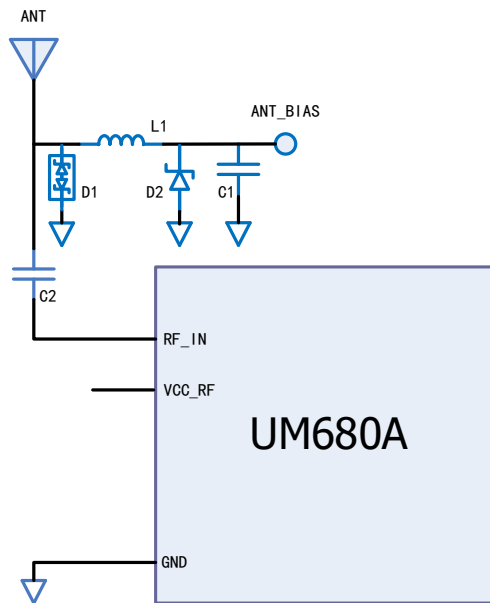 ANT
ANT_BIAS
L1
D1
D2
C1
C2
RF_IN
VCC_RF
UM680A
GND